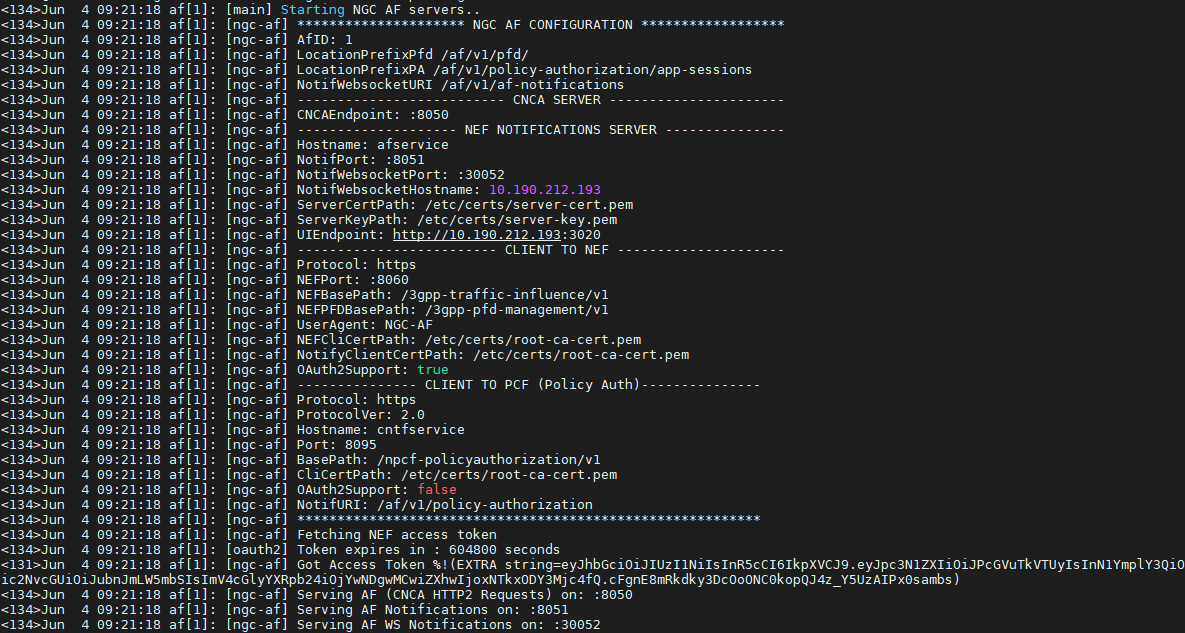 <134>Jun  4 09:21:18 af[1]: [main] Starting NGC AF servers..
<134>Jun  4 09:21:18 af[1]: [ngc-af] ********************* NGC AF CONFIGURATION ******************
<134>Jun  4 09:21:18 af[1]: [ngc-af] AfID: 1
<134>Jun  4 09:21:18 af[1]: [ngc-af] LocationPrefixPfd /af/v1/pfd/
<134>Jun  4 09:21:18 af[1]: [ngc-af] LocationPrefixPA /af/v1/policy-authorization/app-sessions
<134>Jun  4 09:21:18 af[1]: [ngc-af] NotifWebsocketURI /af/v1/af-notifications
<134>Jun  4 09:21:18 af[1]: [ngc-af] -------------------------- CNCA SERVER ----------------------
<134>Jun  4 09:21:18 af[1]: [ngc-af] CNCAEndpoint: :8050
<134>Jun  4 09:21:18 af[1]: [ngc-af] -------------------- NEF NOTIFICATIONS SERVER ---------------
<134>Jun  4 09:21:18 af[1]: [ngc-af] Hostname: afservice
<134>Jun  4 09:21:18 af[1]: [ngc-af] NotifPort: :8051
<134>Jun  4 09:21:18 af[1]: [ngc-af] NotifWebsocketPort: :30052
<134>Jun  4 09:21:18 af[1]: [ngc-af] NotifWebsocketHostname: 10.190.212.193
<134>Jun  4 09:21:18 af[1]: [ngc-af] ServerCertPath: /etc/certs/server-cert.pem
<134>Jun  4 09:21:18 af[1]: [ngc-af] ServerKeyPath: /etc/certs/server-key.pem
<134>Jun  4 09:21:18 af[1]: [ngc-af] UIEndpoint: http://10.190.212.193:3020
<134>Jun  4 09:21:18 af[1]: [ngc-af] ------------------------- CLIENT TO NEF ---------------------
<134>Jun  4 09:21:18 af[1]: [ngc-af] Protocol: https
<134>Jun  4 09:21:18 af[1]: [ngc-af] NEFPort: :8060
<134>Jun  4 09:21:18 af[1]: [ngc-af] NEFBasePath: /3gpp-traffic-influence/v1
<134>Jun  4 09:21:18 af[1]: [ngc-af] NEFPFDBasePath: /3gpp-pfd-management/v1
<134>Jun  4 09:21:18 af[1]: [ngc-af] UserAgent: NGC-AF
<134>Jun  4 09:21:18 af[1]: [ngc-af] NEFCliCertPath: /etc/certs/root-ca-cert.pem
<134>Jun  4 09:21:18 af[1]: [ngc-af] NotifyClientCertPath: /etc/certs/root-ca-cert.pem
<134>Jun  4 09:21:18 af[1]: [ngc-af] OAuth2Support: true
<134>Jun  4 09:21:18 af[1]: [ngc-af] --------------- CLIENT TO PCF (Policy Auth)---------------
<134>Jun  4 09:21:18 af[1]: [ngc-af] Protocol: https
<134>Jun  4 09:21:18 af[1]: [ngc-af] ProtocolVer: 2.0
<134>Jun  4 09:21:18 af[1]: [ngc-af] Hostname: cntfservice
<134>Jun  4 09:21:18 af[1]: [ngc-af] Port: 8095
<134>Jun  4 09:21:18 af[1]: [ngc-af] BasePath: /npcf-policyauthorization/v1
<134>Jun  4 09:21:18 af[1]: [ngc-af] CliCertPath: /etc/certs/root-ca-cert.pem
<134>Jun  4 09:21:18 af[1]: [ngc-af] OAuth2Support: false
<134>Jun  4 09:21:18 af[1]: [ngc-af] NotifURI: /af/v1/policy-authorization
<134>Jun  4 09:21:18 af[1]: [ngc-af] **********************************************************
<134>Jun  4 09:21:18 af[1]: [ngc-af] Fetching NEF access token
<134>Jun  4 09:21:18 af[1]: [oauth2] Token expires in : 604800 seconds
<134>Jun  4 09:21:18 af[1]: [ngc-af] Got Access Token %!(EXTRA string=eyJhbGciOiJIUzI1NiIsInR5cCI6IkpXVCJ9.eyJpc3N1ZXIiOiJPcGVuTkVTUyIsInN1YmplY3QiO
ic2NvcGUiOiJubnJmLW5mbSIsImV4cGlyYXRpb24iOjYwNDgwMCwiZXhwIjoxNTkxODY3Mjc4fQ.cFgnE8mRkdky3DcOoONC0kopQJ4z_Y5UzAIPx0sambs)
<134>Jun  4 09:21:18 af[1]: [ngc-af] Serving AF (CNCA HTTP2 Requests) on: :8050
<134>Jun  4 09:21:18 af[1]: [ngc-af] Serving AF Notifications on: :8051
<134>Jun  4 09:21:18 af[1]: [ngc-af] Serving AF WS Notifications on: :30052